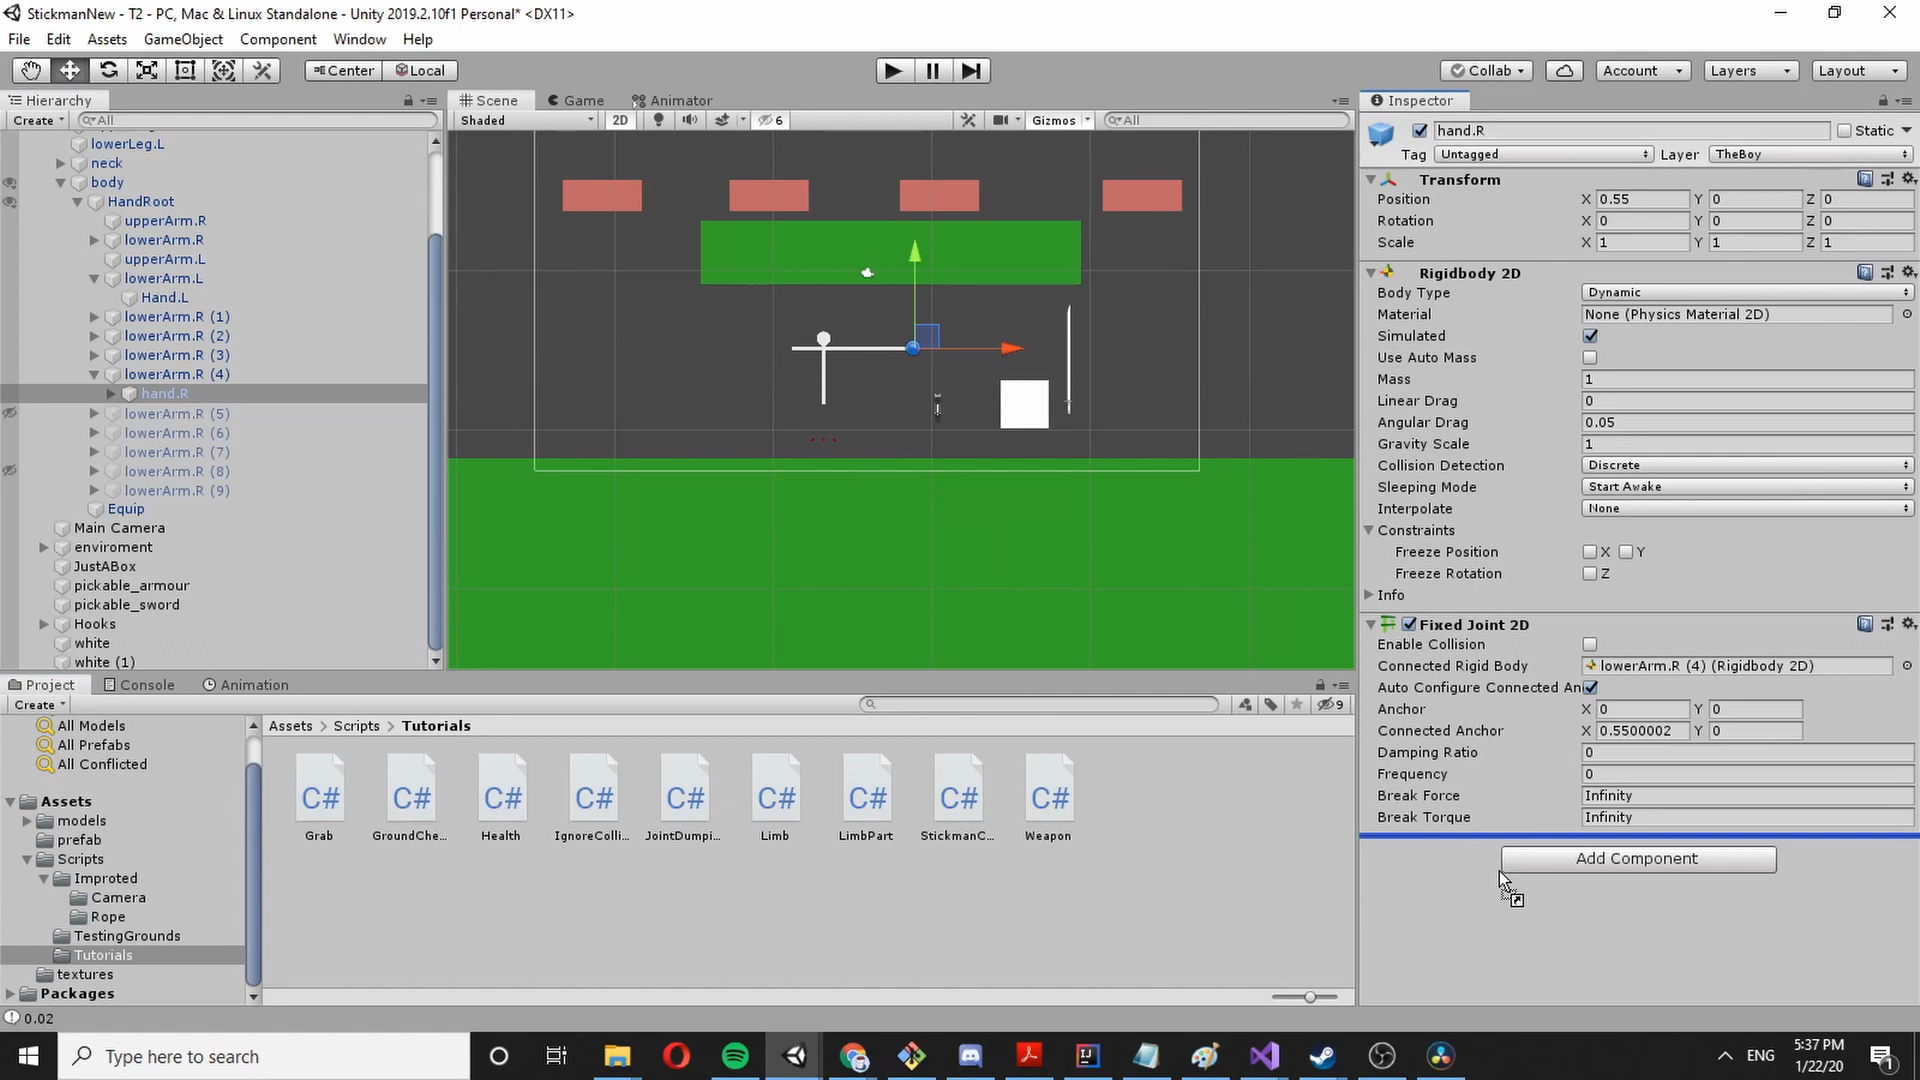 StickmanNew - T2 - PC, Mac & Linux Standalone - Unity 2019.2.10f1 Personal* <DX11>
File Edit Assets GameObject Component Window Help
Center Local
Collab Account Layers Layout
Hierarchy
Create All
lowerLeg.L
neck
body
HandRoot
upperArm.R
lowerArm.R
upperArm.L
lowerArm.L
Hand.L
lowerArm.R (1)
lowerArm.R (2)
lowerArm.R (3)
lowerArm.R (4)
hand.R
lowerArm.R (5)
lowerArm.R (6)
lowerArm.R (7)
lowerArm.R (8)
lowerArm.R (9)
Equip
Main Camera
enviroment
JustABox
pickable_armour
pickable_sword
Hooks
white
white (1)
Scene Game Animator
Shaded 2D 6 Gizmos All
Inspector
hand.R Static
Tag Untagged Layer TheBoy
Transform
Position X 0.55 Y 0 Z 0
Rotation X 0 Y 0 Z 0
Scale X 1 Y 1 Z 1
Rigidbody 2D
Body Type Dynamic
Material None (Physics Material 2D)
Simulated
Use Auto Mass
Mass 1
Linear Drag 0
Angular Drag 0.05
Gravity Scale 1
Collision Detection Discrete
Sleeping Mode Start Awake
Interpolate None
Constraints
Freeze Position X Y
Freeze Rotation Z
Info
Fixed Joint 2D
Enable Collision
Connected Rigid Body lowerArm.R (4) (Rigidbody 2D)
Auto Configure Connected An
Anchor X 0 Y 0
Connected Anchor X 0.5500002 Y 0
Damping Ratio 0
Frequency 0
Break Force Infinity
Break Torque Infinity
Add Component
Project Console Animation
Create 9
All Models
All Prefabs
All Conflicted
Assets
models
prefab
Scripts
Improted
Camera
Rope
TestingGrounds
Tutorials
textures
Packages
Assets > Scripts > Tutorials
C# C# C# C# C# C# C# C# C#
Grab GroundChe... Health IgnoreColli... JointDumpi... Limb LimbPart StickmanC... Weapon
0.02
Type here to search
ENG
5:37 PM
1/22/20
1